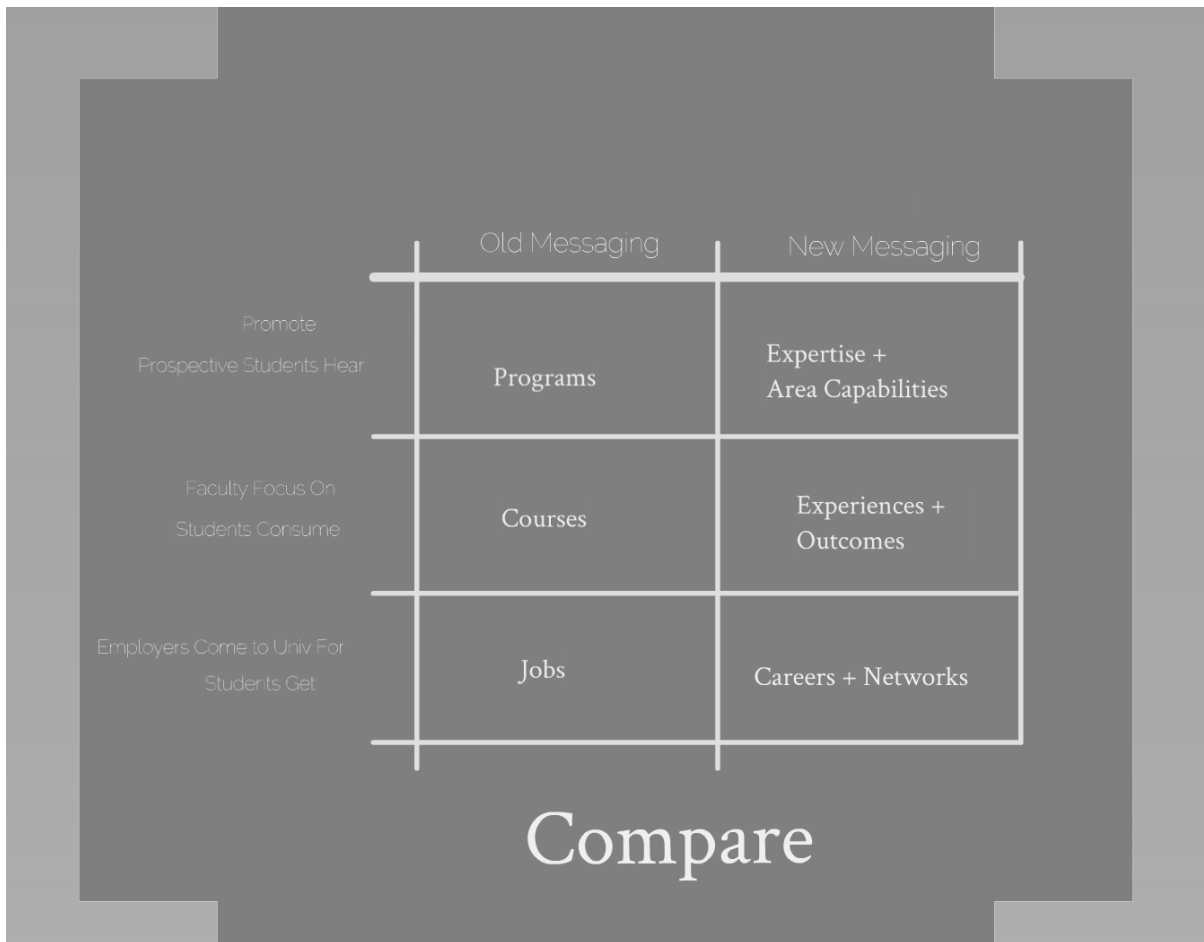 Old Messaging
New Messaging
Promote
Prospective Students Hear
Programs
Expertise +
Area Capabilities
Faculty Focus On
Students Consume
Courses
Experiences +
Outcomes
Employers Come to Univ For
Students Get
Jobs
Careers + Networks
Compare